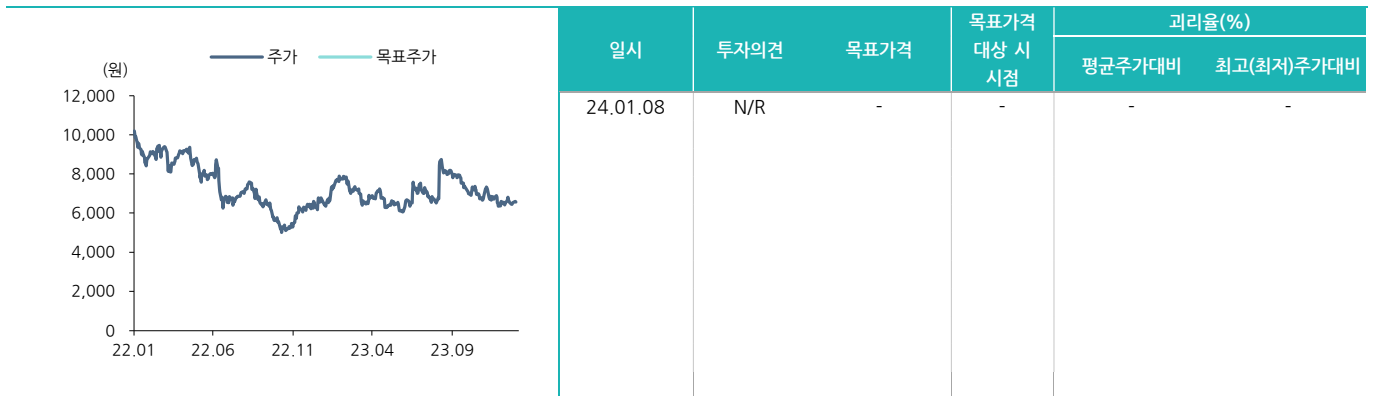 주가 목표주가
(원)
12,000
10,000
8,000
6,000
4,000
2,000
0
22.01 22.06 22.11 23.04 23.09
일시 투자의견 목표가격 목표가격 대상 시 시점 괴리율(%)
평균주가대비 최고(최저)주가대비
24.01.08 N/R - - - -